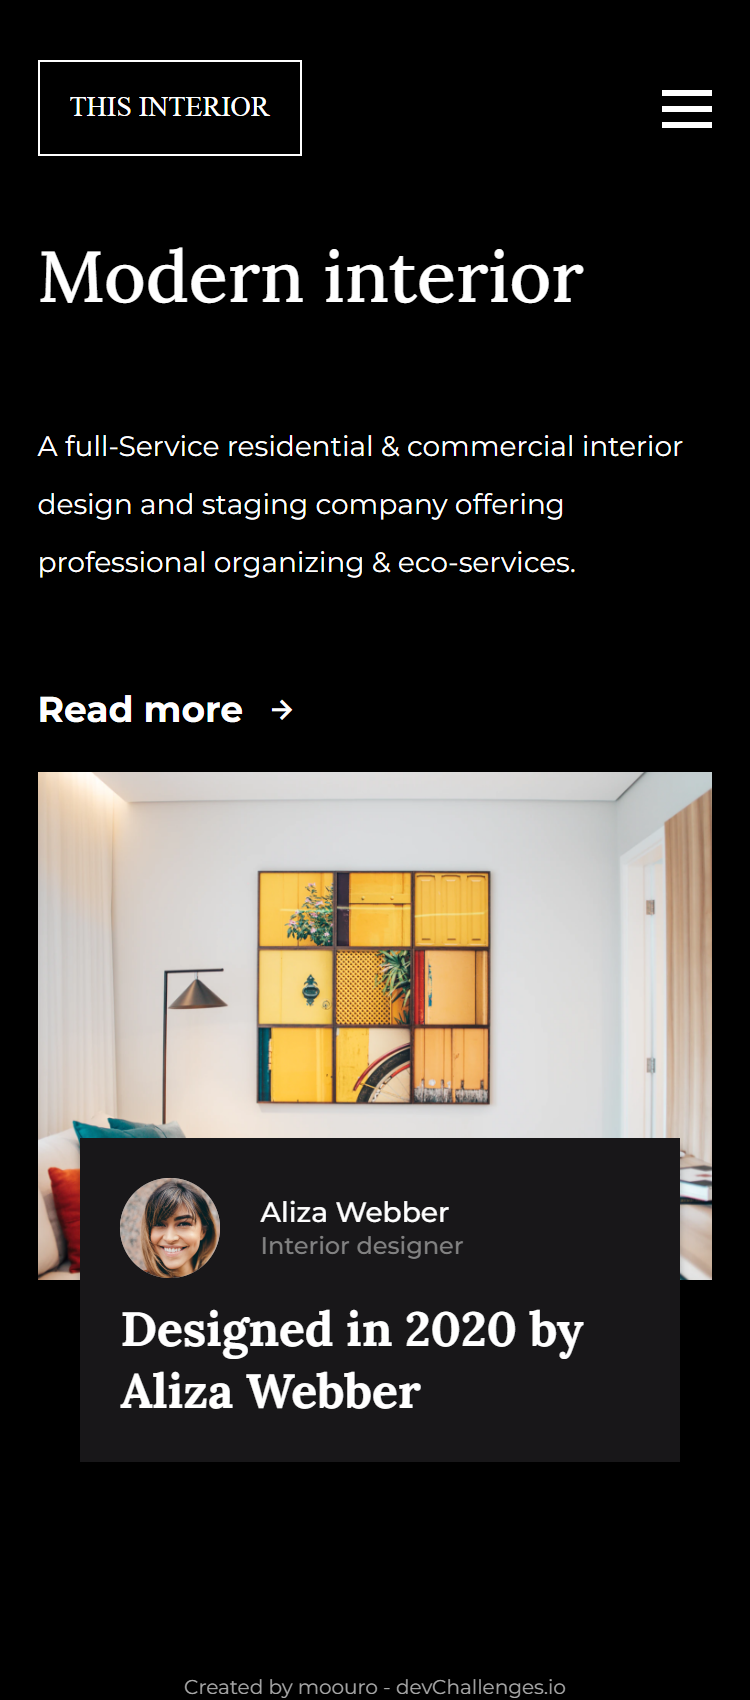 THIS INTERIOR
Modern interior
A full-Service residential & commercial interior
design and staging company offering
professional organizing & eco-services.
Read more →
Aliza Webber
Interior designer
Designed in 2020 by
Aliza Webber
Created by moouro - devChallenges.io